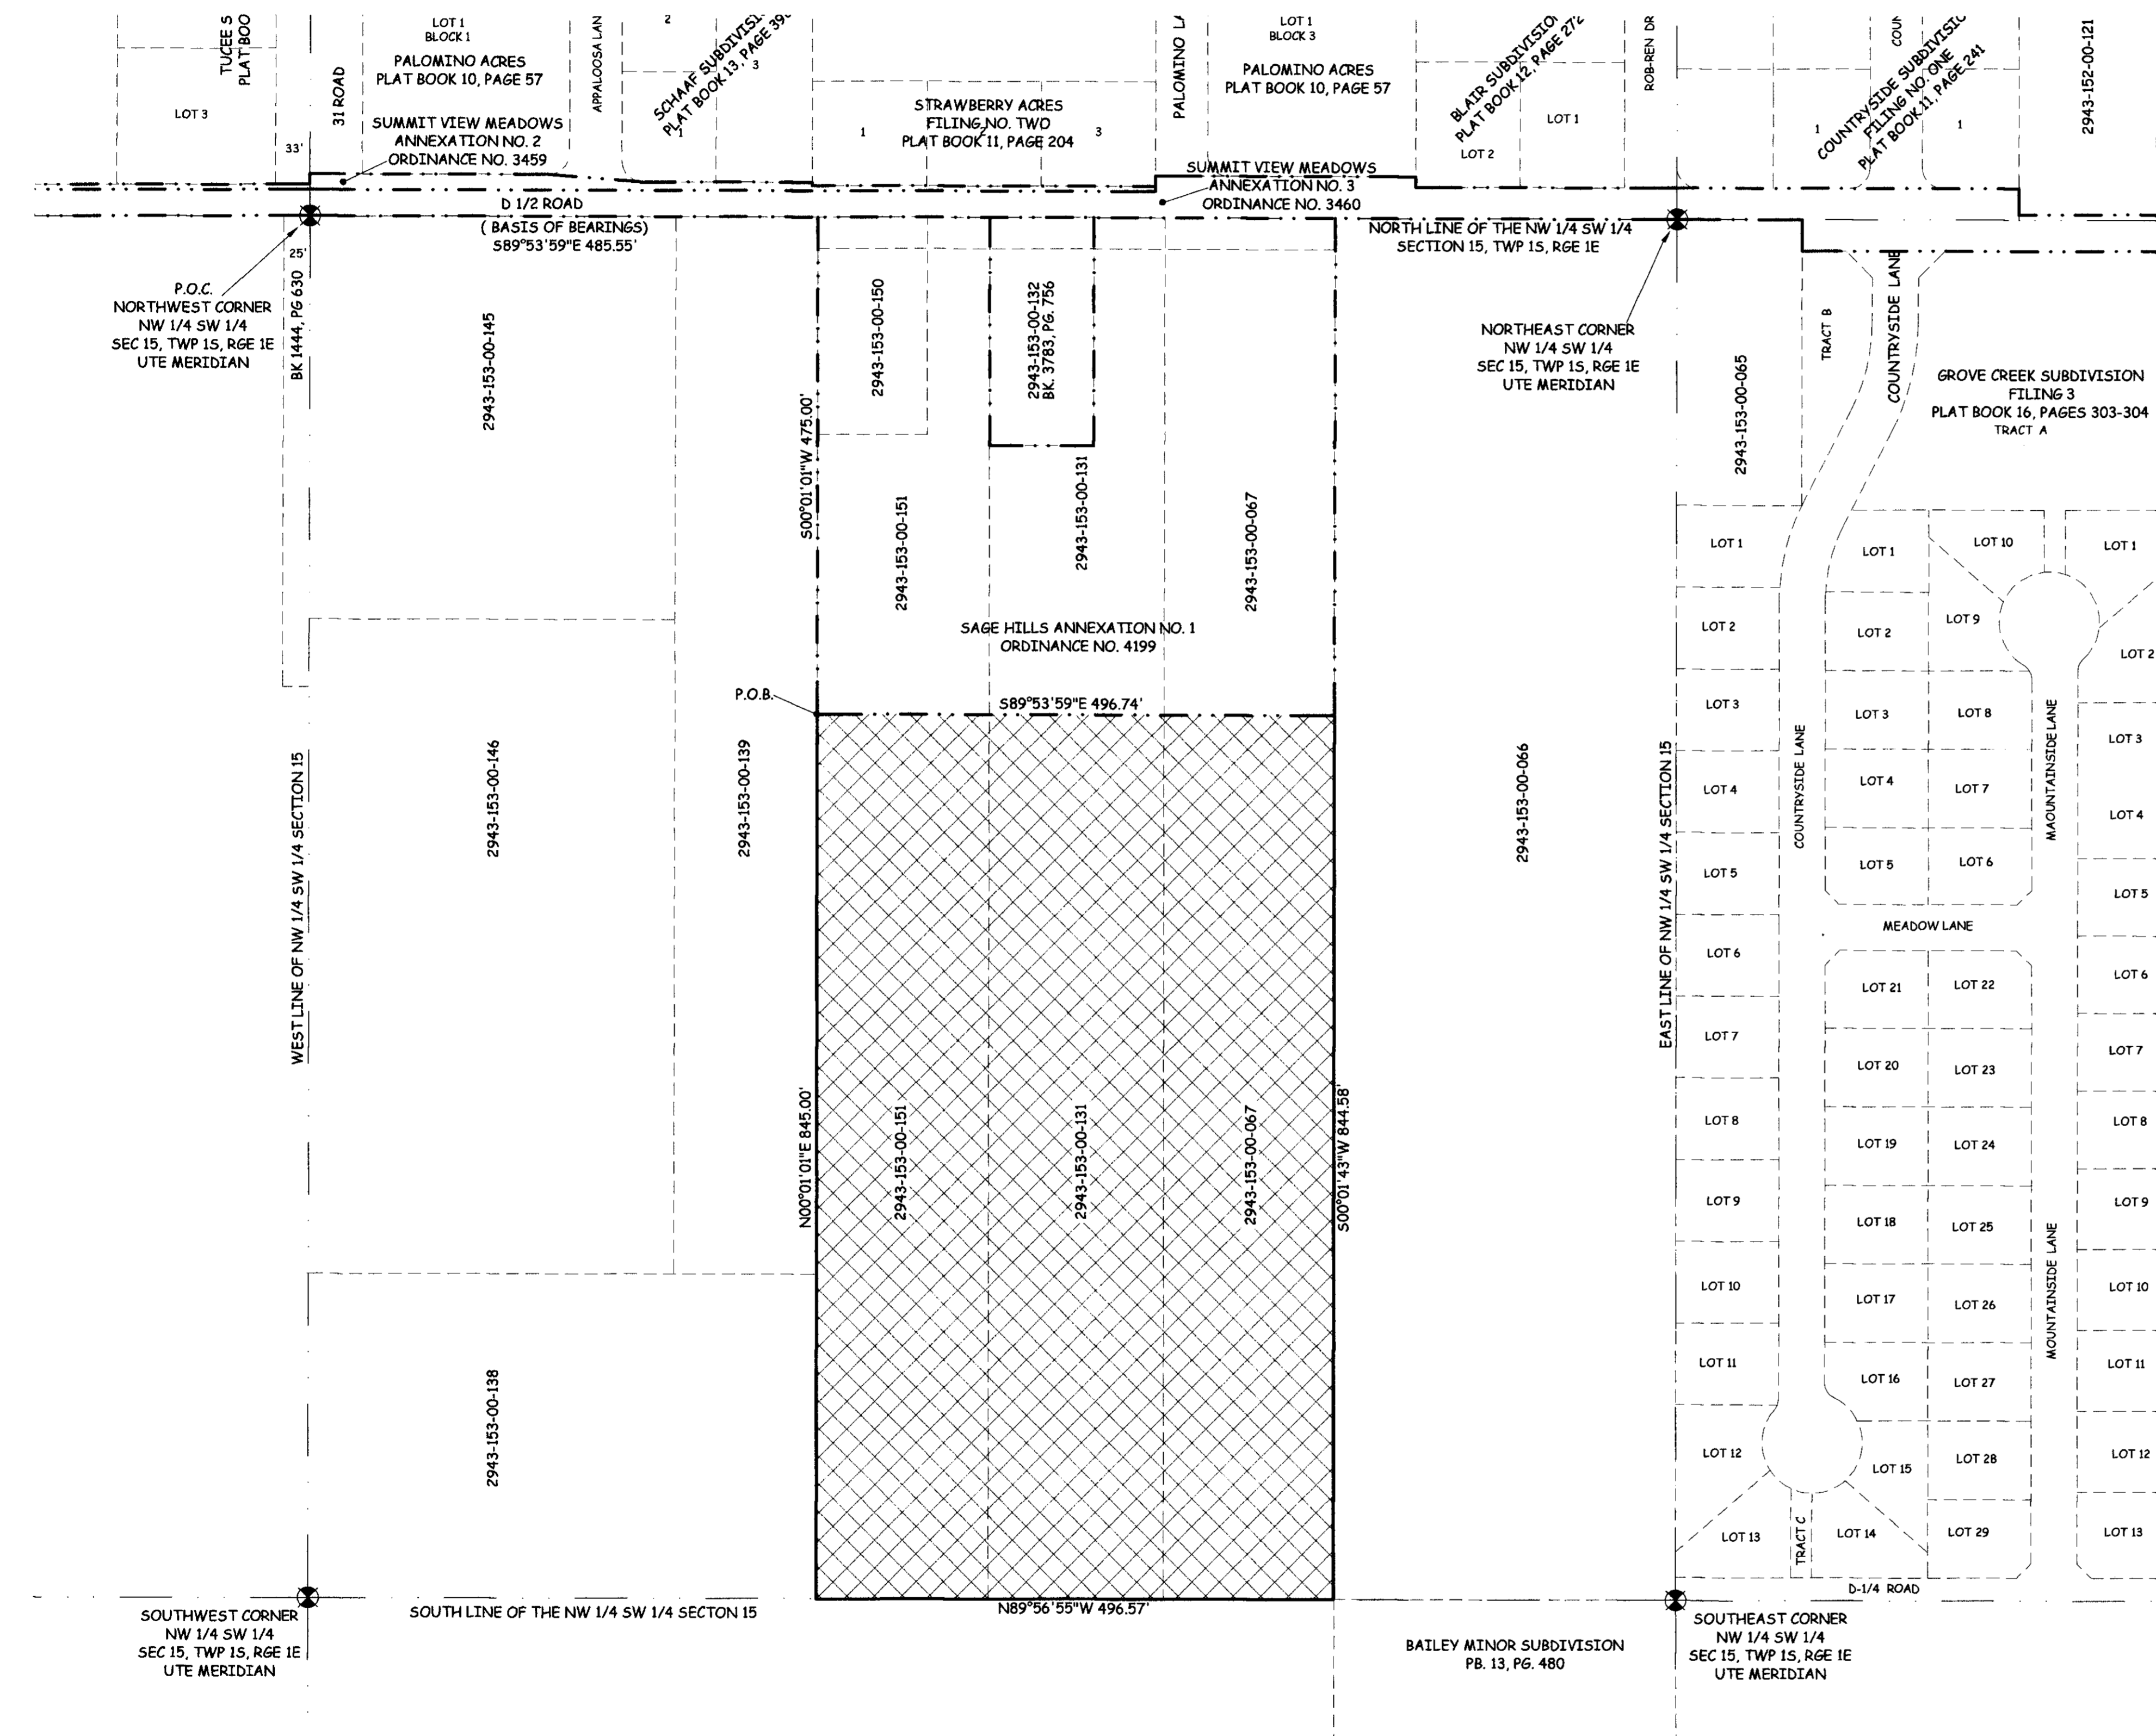 TUCEE S
PLAT BOO
LOT 3
33'
31 ROAD
LOT 1
BLOCK 1
PALOMINO ACRES
PLAT BOOK 10, PAGE 57
SUMMIT VIEW MEADOWS
ANNEXATION NO. 2
ORDINANCE NO. 3459
APPALOOSA LAN
2
SCHAAF SUBDIVISI
PLAT BOOK 13, PAGE 39
3
1
STRAWBERRY ACRES
FILING NO. TWO
PLAT BOOK 11, PAGE 204
1
2
3
PALOMINO LA
LOT 1
BLOCK 3
PALOMINO ACRES
PLAT BOOK 10, PAGE 57
SUMMIT VIEW MEADOWS
ANNEXATION NO. 3
ORDINANCE NO. 3460
BLAIR SUBDIVISION
PLAT BOOK 12, PAGE 272
LOT 1
LOT 2
ROB-REN DR
COUNTRYSIDE SUBDIVISIO
FILING NO. ONE
PLAT BOOK 11, PAGE 241
1
1
COUN
2943-152-00-121
D 1/2 ROAD
( BASIS OF BEARINGS)
S89°53'59"E 485.55'
NORTH LINE OF THE NW 1/4 SW 1/4
SECTION 15, TWP 1S, RGE 1E
25'
BK 1444, PG 630
P.O.C.
NORTHWEST CORNER
NW 1/4 SW 1/4
SEC 15, TWP 1S, RGE 1E
UTE MERIDIAN
2943-153-00-145
S00°01'01"W 475.00'
2943-153-00-150
2943-153-00-132
BK. 3783, PG. 756
2943-153-00-151
2943-153-00-131
2943-153-00-067
NORTHEAST CORNER
NW 1/4 SW 1/4
SEC 15, TWP 1S, RGE 1E
UTE MERIDIAN
2943-153-00-065
TRACT B
COUNTRYSIDE LANE
GROVE CREEK SUBDIVISION
FILING 3
PLAT BOOK 16, PAGES 303-304
TRACT A
SAGE HILLS ANNEXATION NO. 1
ORDINANCE NO. 4199
P.O.B.
S89°53'59"E 496.74'
WEST LINE OF NW 1/4 SW 1/4 SECTION 15
2943-153-00-146
2943-153-00-139
2943-153-00-066
EAST LINE OF NW 1/4 SW 1/4 SECTION 15
N00°01'01"E 845.00'
2943-153-00-151
2943-153-00-131
2943-153-00-067
S00°01'43"W 844.58'
2943-153-00-138
LOT 1
LOT 2
LOT 3
LOT 4
LOT 5
LOT 6
LOT 7
LOT 8
LOT 9
LOT 10
LOT 11
LOT 12
LOT 13
COUNTRYSIDE LANE
TRACT C
LOT 1
LOT 2
LOT 3
LOT 4
LOT 5
LOT 10
LOT 9
LOT 8
LOT 7
LOT 6
MEADOW LANE
LOT 21
LOT 20
LOT 19
LOT 18
LOT 17
LOT 16
LOT 15
LOT 14
LOT 22
LOT 23
LOT 24
LOT 25
LOT 26
LOT 27
LOT 28
LOT 29
MAOUNTAINSIDE LANE
MOUNTAINSIDE LANE
LOT 1
LOT 2
LOT 3
LOT 4
LOT 5
LOT 6
LOT 7
LOT 8
LOT 9
LOT 10
LOT 11
LOT 12
LOT 13
D-1/4 ROAD
SOUTHWEST CORNER
NW 1/4 SW 1/4
SEC 15, TWP 1S, RGE 1E
UTE MERIDIAN
SOUTH LINE OF THE NW 1/4 SW 1/4 SECTON 15
N89°56'55"W 496.57'
BAILEY MINOR SUBDIVISION
PB. 13, PG. 480
SOUTHEAST CORNER
NW 1/4 SW 1/4
SEC 15, TWP 1S, RGE 1E
UTE MERIDIAN